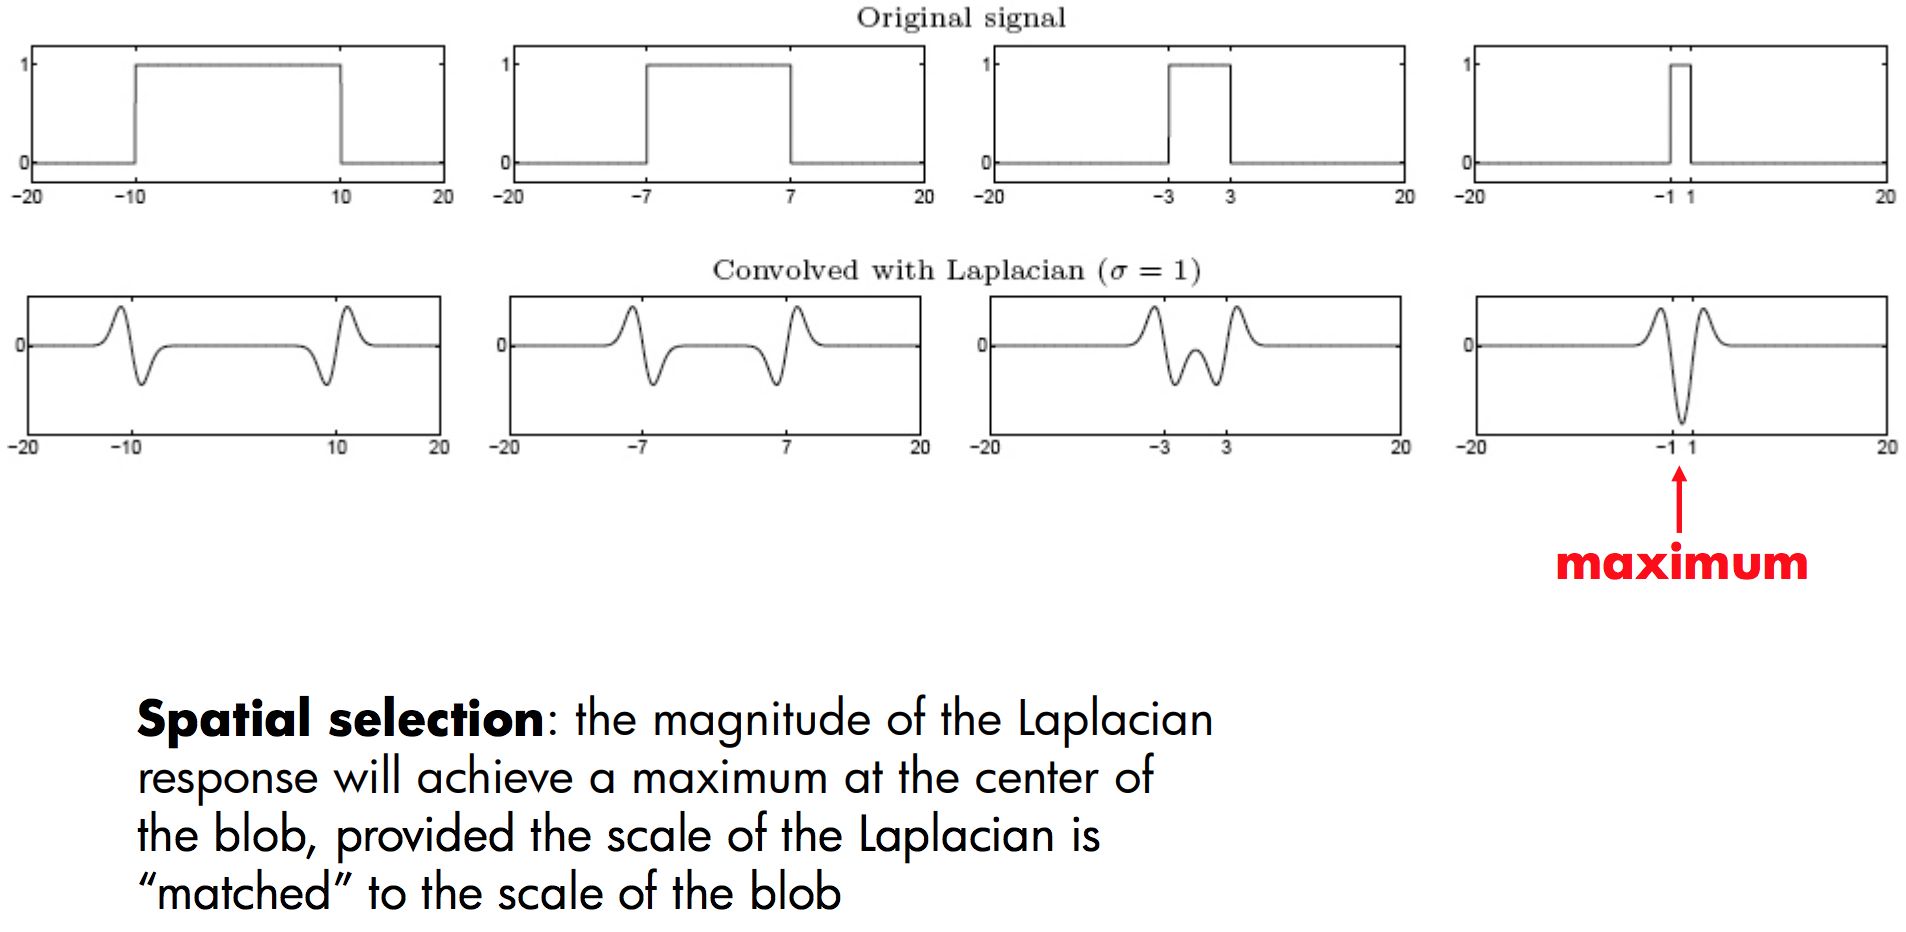 Original signal
1 1 1 1
0 0 0 0
−20 −10 10 20 −20 −7 7 20 −20 −3 3 20 −20 −1 1 20
Convolved with Laplacian (σ = 1)
0 0 0 0
−20 −10 10 20 −20 −7 7 20 −20 −3 3 20 −20 −1 1 20
maximum
Spatial selection: the magnitude of the Laplacian
response will achieve a maximum at the center of
the blob, provided the scale of the Laplacian is
“matched” to the scale of the blob